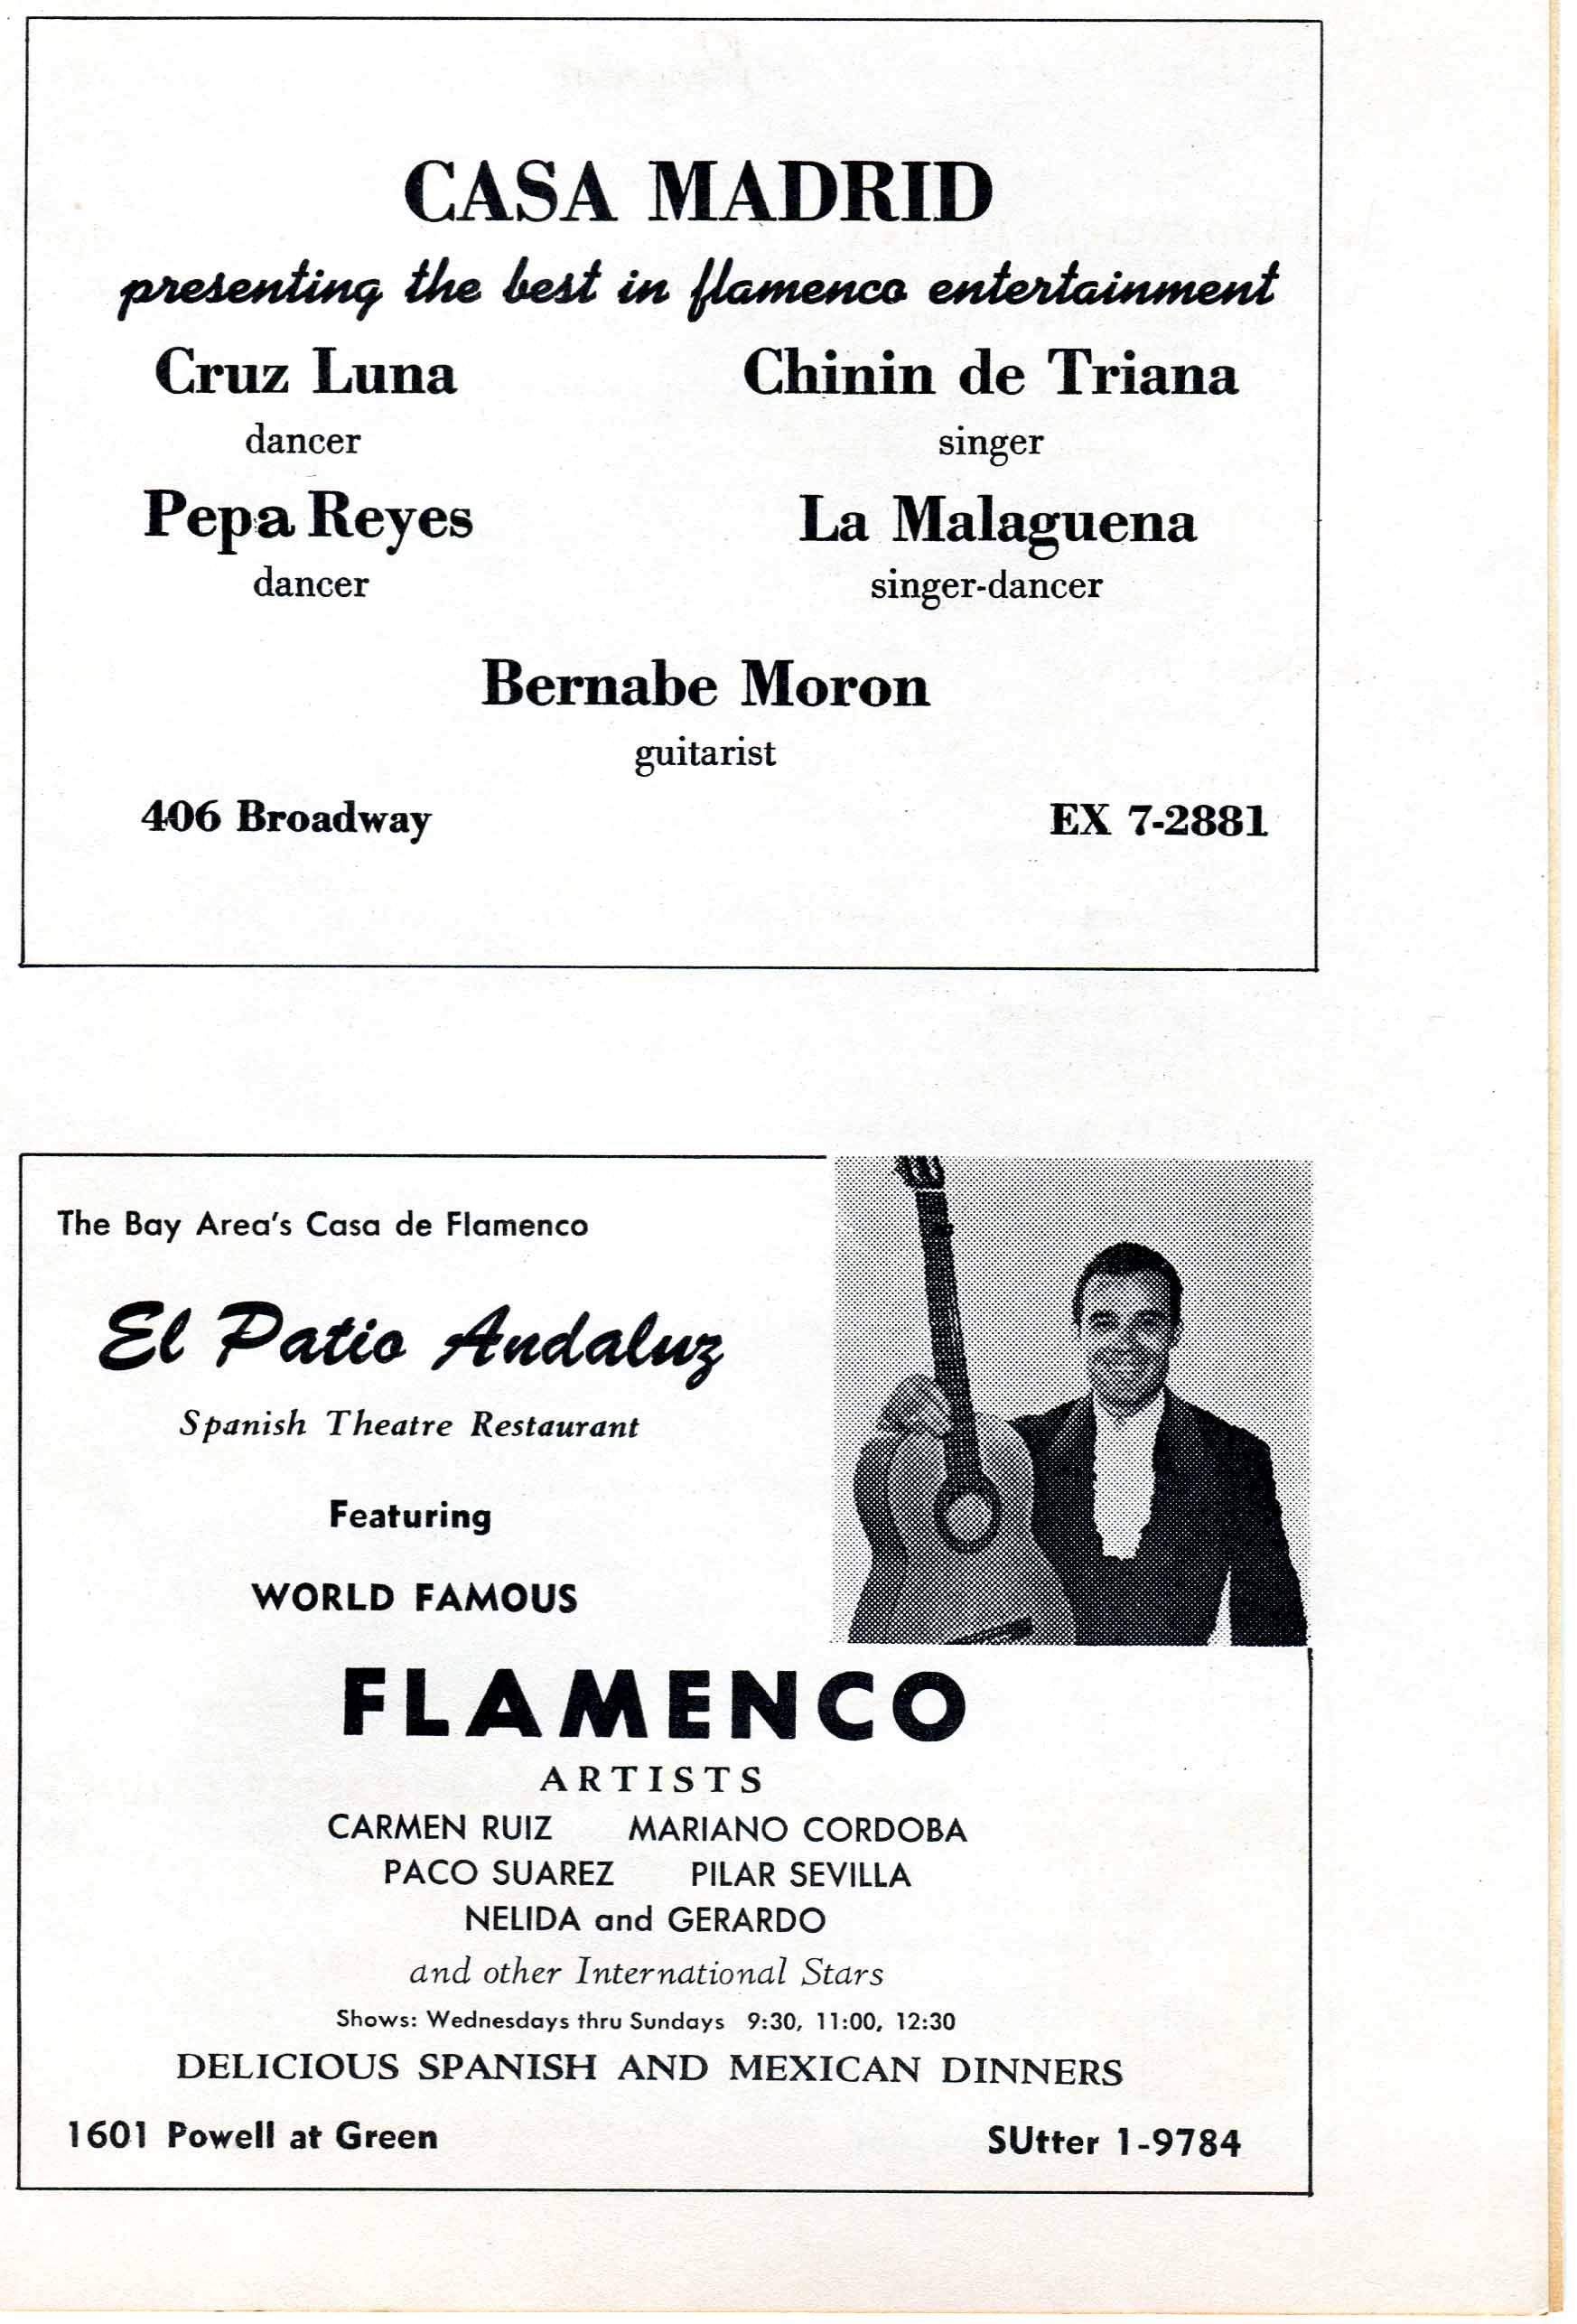 CASA MADRID
presenting the best in flamenco entertainment
Cruz Luna Chinin de Triana
dancer singer
Pepa Reyes La Malaguena
dancer singer-dancer
Bernabe Moron
guitarist
406 Broadway EX 7-2881
The Bay Area's Casa de Flamenco
El Patio Andaluz
Spanish Theatre Restaurant
Featuring
WORLD FAMOUS
FLAMENCO
ARTISTS
CARMEN RUIZ MARIANO CORDOBA
PACO SUAREZ PILAR SEVILLA
NELIDA and GERARDO
and other International Stars
Shows: Wednesdays thru Sundays 9:30, 11:00, 12:30
DELICIOUS SPANISH AND MEXICAN DINNERS
1601 Powell at Green SUtter 1-9784